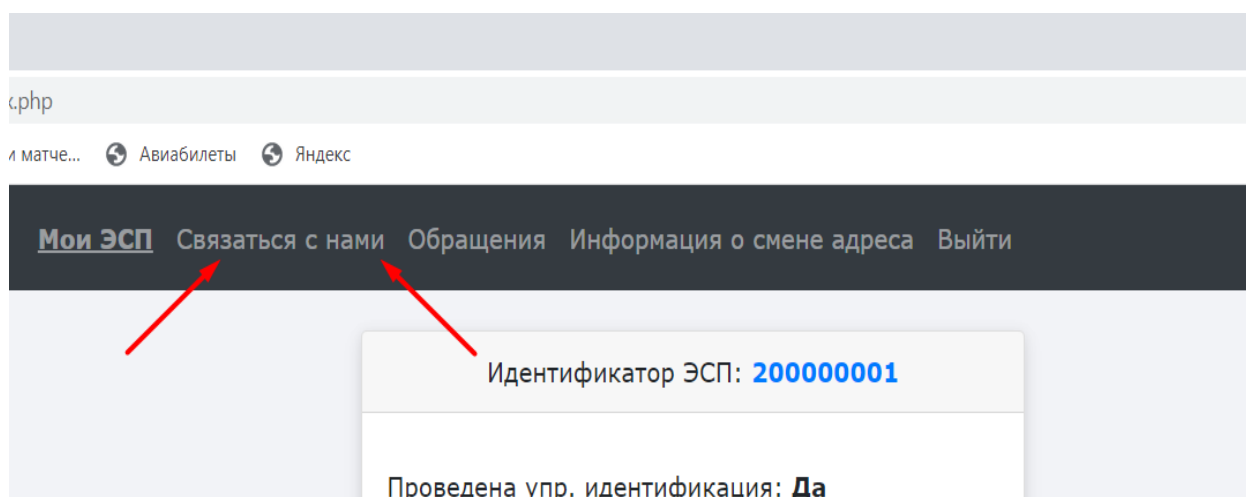 x.php
и матче... Авиабилеты Яндекс
Мои ЭСП Связаться с нами Обращения Информация о смене адреса Выйти
Идентификатор ЭСП: 200000001
Проведена упр. идентификация: Да